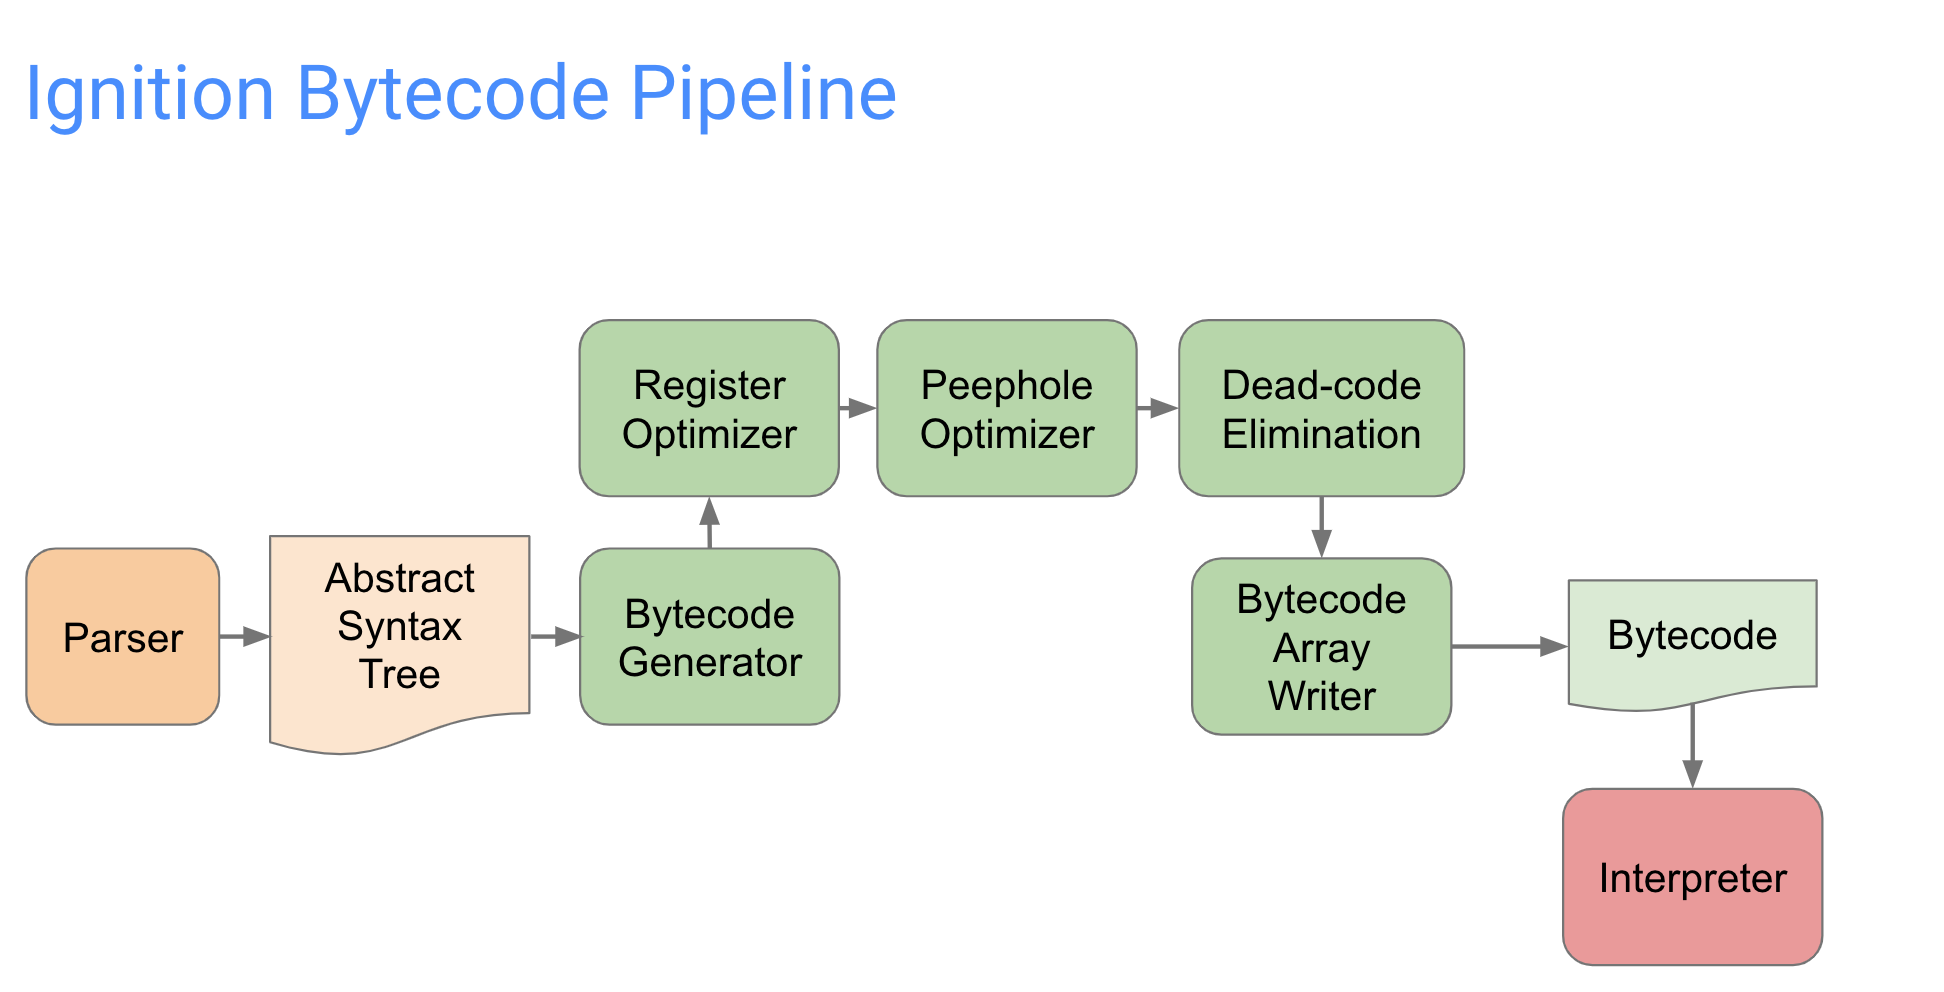 Ignition Bytecode Pipeline
Register
Optimizer
Peephole
Optimizer
Dead-code
Elimination
Parser
Abstract
Syntax
Tree
Bytecode
Generator
Bytecode
Array
Writer
Bytecode
Interpreter